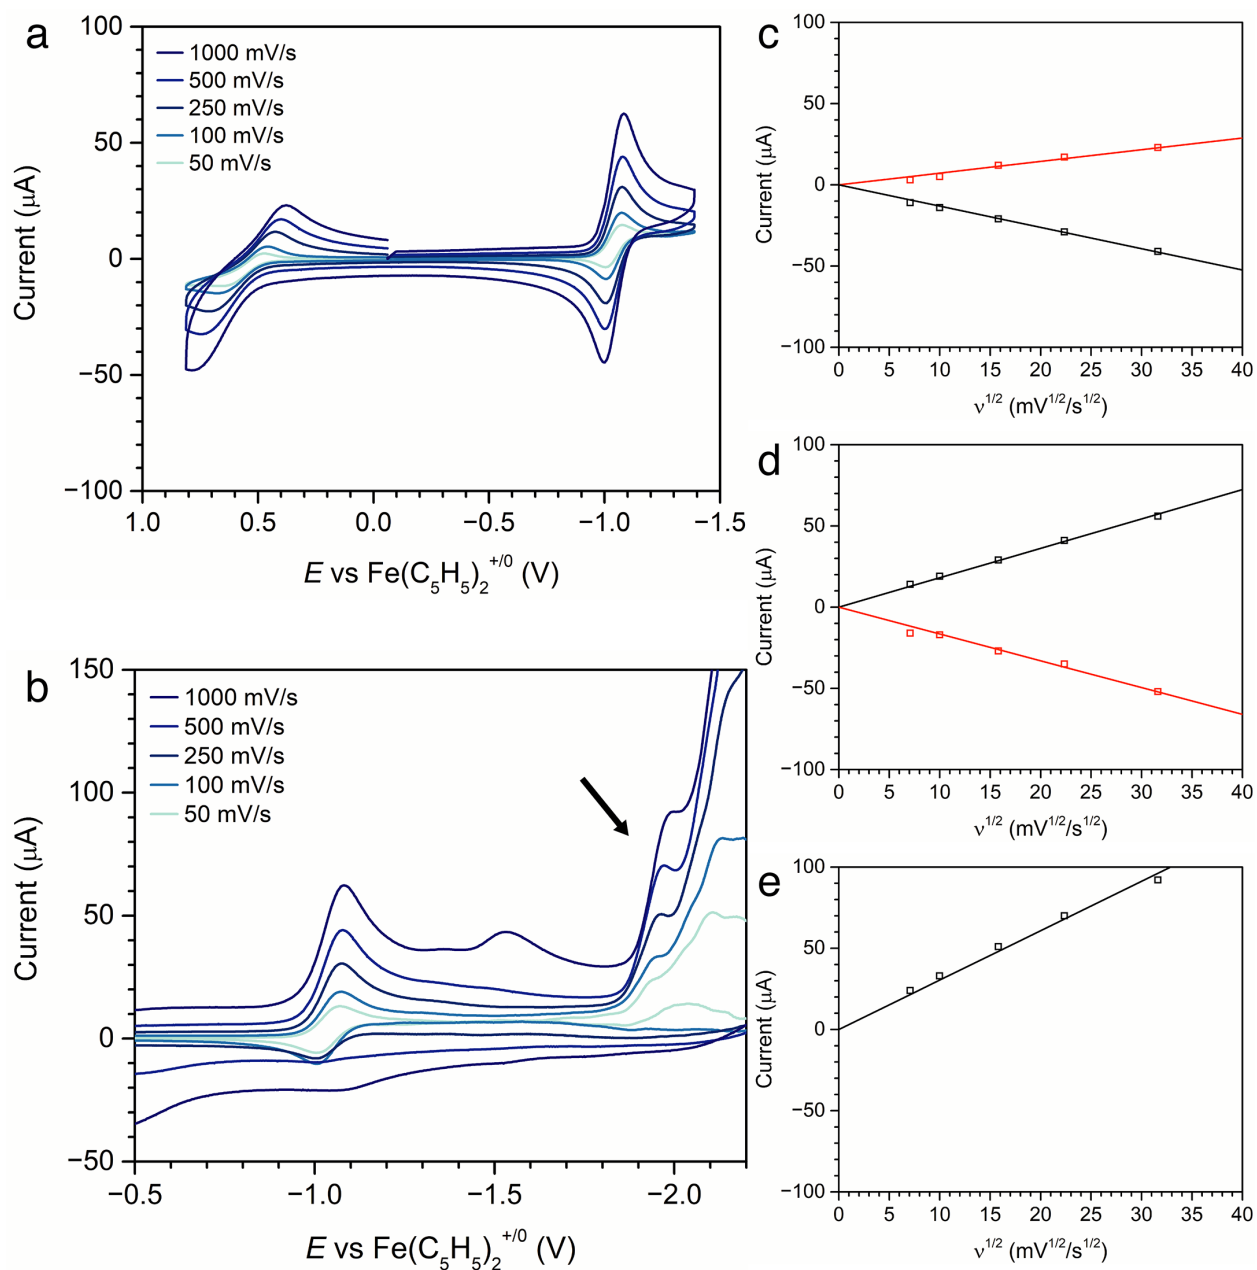 a
100
50
0
−50
−100
Current (μA)
1000 mV/s
500 mV/s
250 mV/s
100 mV/s
50 mV/s
1.0 0.5 0.0 −0.5 −1.0 −1.5
E vs Fe(C₅H₅)₂⁺/⁰ (V)
b
150
100
50
0
−50
Current (μA)
1000 mV/s
500 mV/s
250 mV/s
100 mV/s
50 mV/s
−0.5 −1.0 −1.5 −2.0
E vs Fe(C₅H₅)₂⁺/⁰ (V)
c
100
50
0
−50
−100
Current (μA)
0 5 10 15 20 25 30 35 40
ν¹/² (mV¹/²/s¹/²)
d
100
50
0
−50
−100
Current (μA)
0 5 10 15 20 25 30 35 40
ν¹/² (mV¹/²/s¹/²)
e
100
50
0
−50
−100
Current (μA)
0 5 10 15 20 25 30 35 40
ν¹/² (mV¹/²/s¹/²)